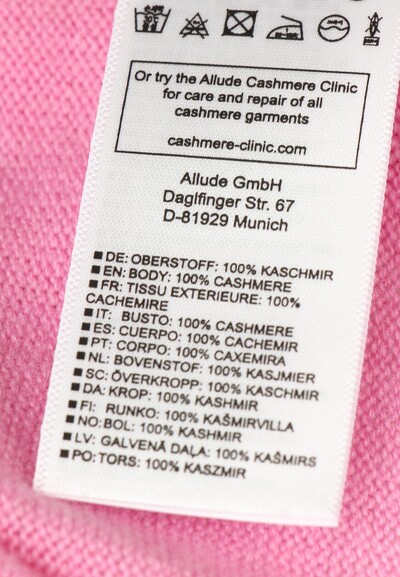 Or try the Allude Cashmere Clinic
for care and repair of all
cashmere garments
cashmere-clinic.com
Allude GmbH
Daglfinger Str. 67
D-81929 Munich
DE: OBERSTOFF: 100% KASCHMIR
EN: BODY: 100% CASHMERE
FR: TISSU EXTERIEURE: 100%
CACHEMIRE
IT: BUSTO: 100% CASHMERE
ES: CUERPO: 100% CACHEMIR
PT: CORPO: 100% CAXEMIRA
NL: BOVENSTOF: 100% KASJMIER
SC: ÖVERKROPP: 100% KASCHMIR
DA: KROP: 100% KASHMIR
FI: RUNKO: 100% KAŠMIRVILLA
NO: BOL: 100% KASHMIR
LV: GALVENĀ DAĻA: 100% KAŠMIRS
PO: TORS: 100% KASZMIR